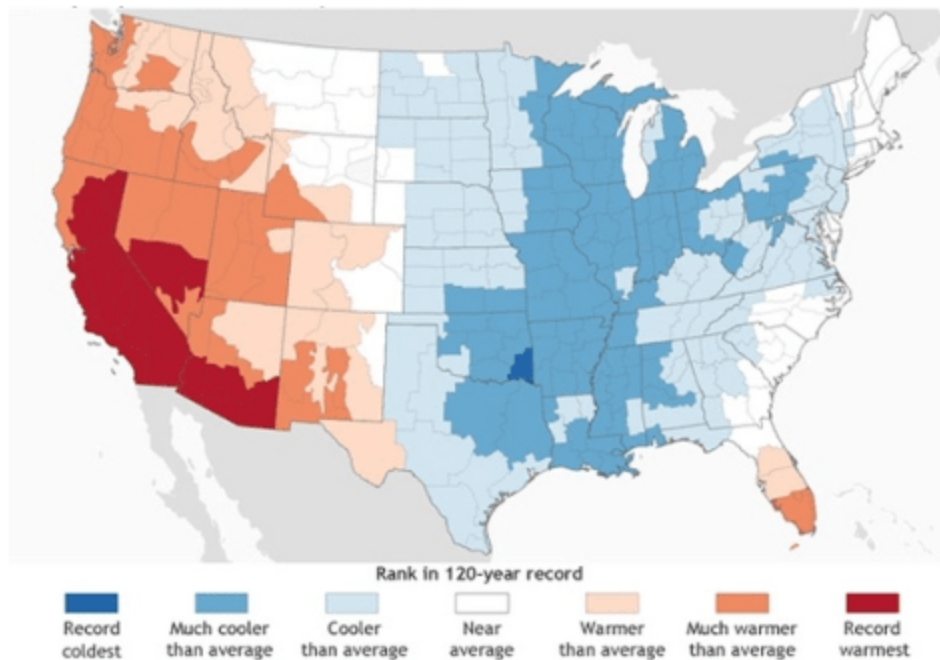 Rank in 120-year record
Record coldest
Much cooler than average
Cooler than average
Near average
Warmer than average
Much warmer than average
Record warmest